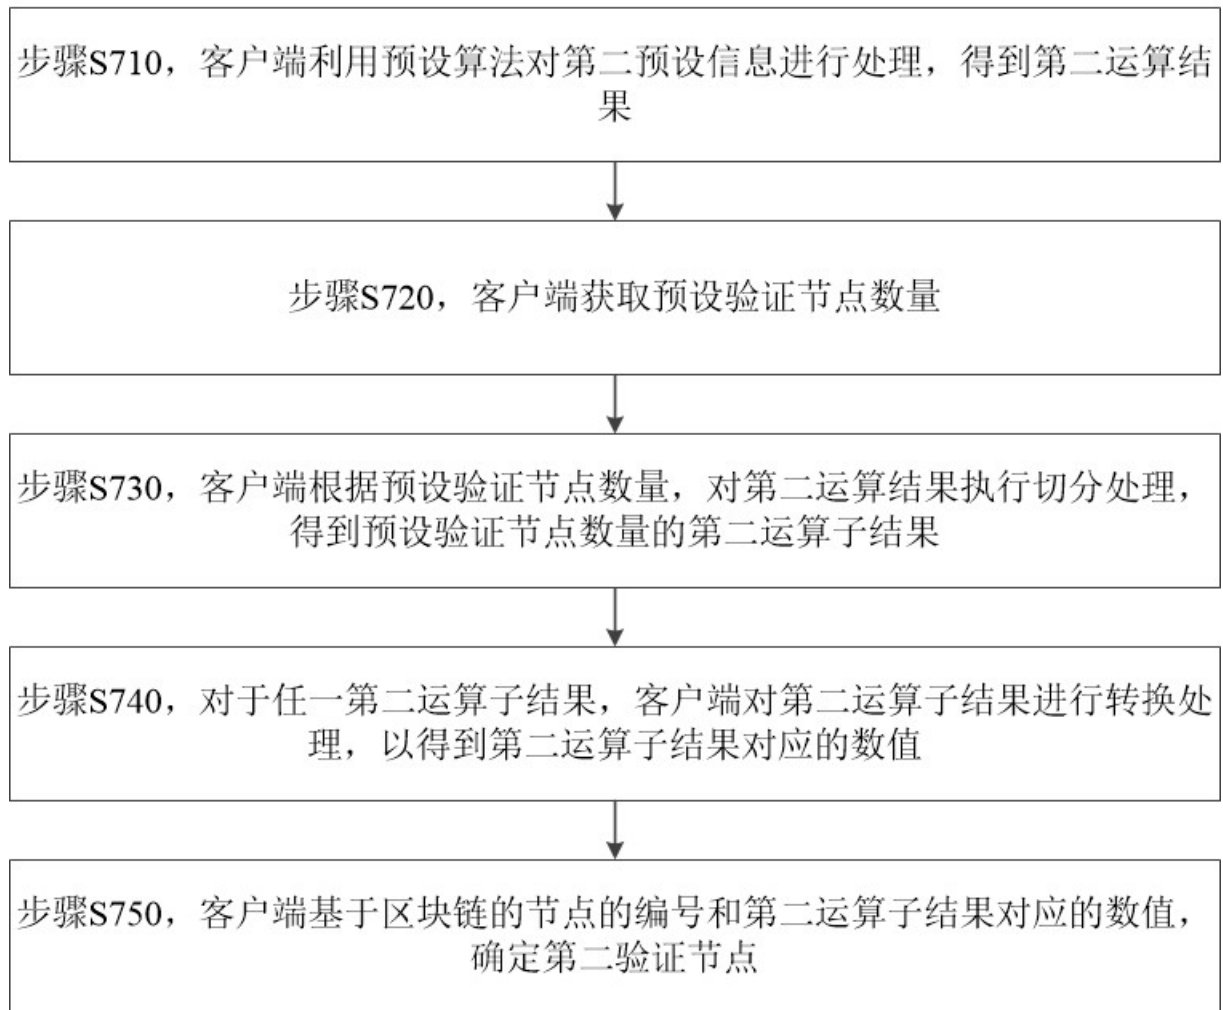 步骤S710，客户端利用预设算法对第二预设信息进行处理，得到第二运算结
果
步骤S720，客户端获取预设验证节点数量
步骤S730，客户端根据预设验证节点数量，对第二运算结果执行切分处理，
得到预设验证节点数量的第二运算子结果
步骤S740，对于任一第二运算子结果，客户端对第二运算子结果进行转换处
理，以得到第二运算子结果对应的数值
步骤S750，客户端基于区块链的节点的编号和第二运算子结果对应的数值，
确定第二验证节点